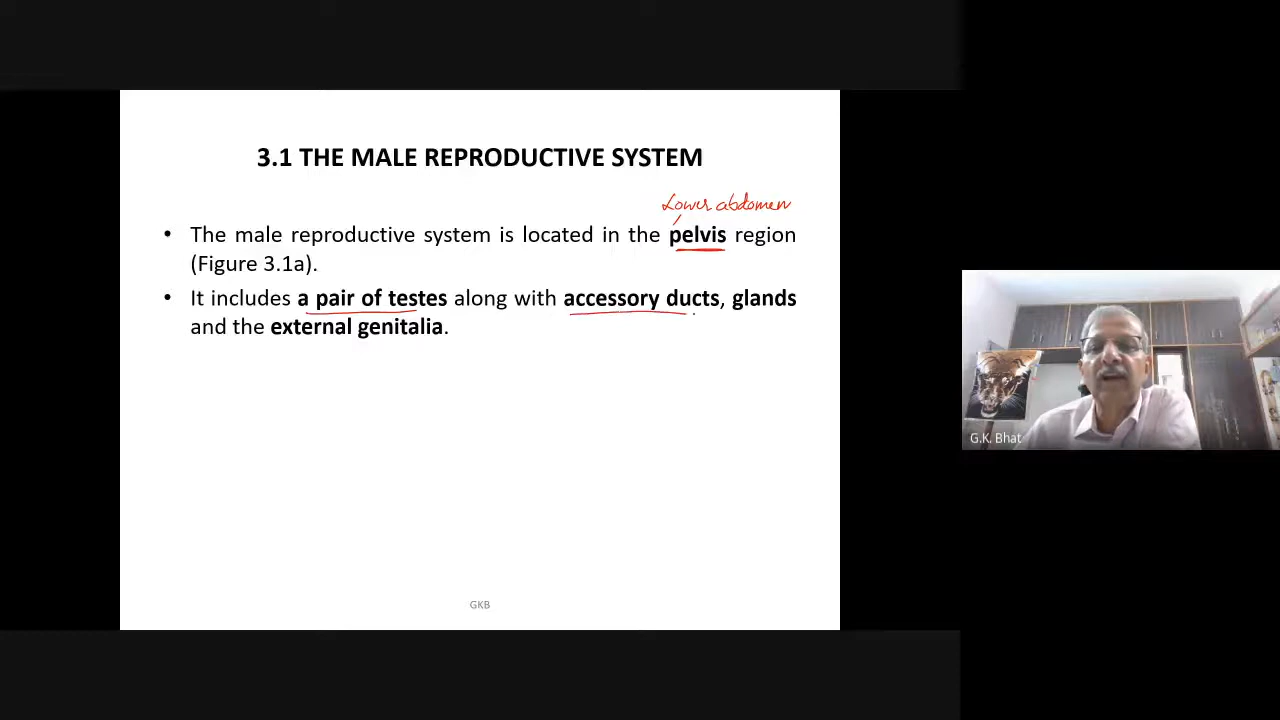 3.1 THE MALE REPRODUCTIVE SYSTEM
Lower abdomen
• The male reproductive system is located in the pelvis region
(Figure 3.1a).
• It includes a pair of testes along with accessory ducts, glands
and the external genitalia.
G.K. Bhat
GKB